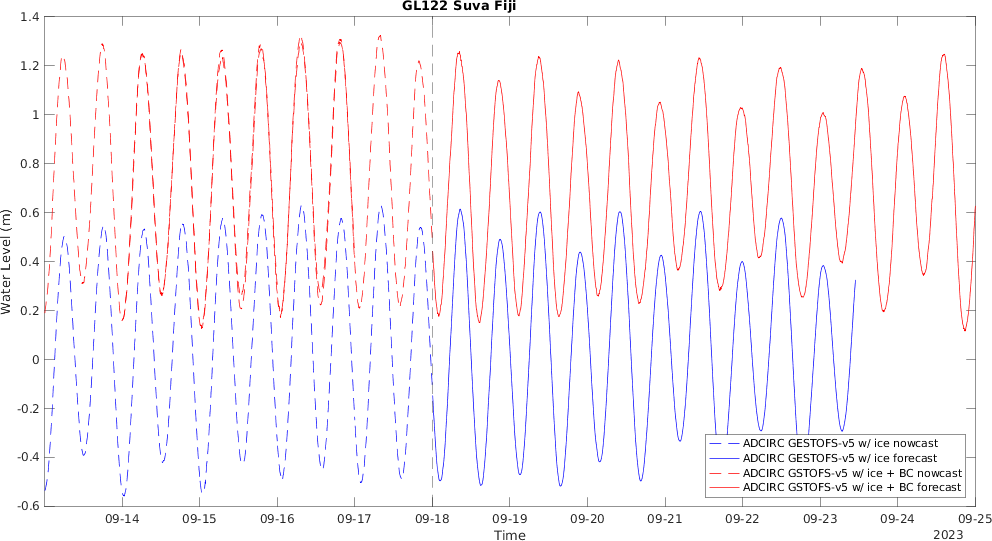 GL122 Suva Fiji
1.4
1.2
1
0.8
0.6
0.4
0.2
0
-0.2
-0.4
-0.6
Water Level (m)
ADCIRC GESTOFS-v5 w/ ice nowcast
ADCIRC GESTOFS-v5 w/ ice forecast
ADCIRC GSTOFS-v5 w/ ice + BC nowcast
ADCIRC GSTOFS-v5 w/ ice + BC forecast
09-14 09-15 09-16 09-17 09-18 09-19 09-20 09-21 09-22 09-23 09-24 09-25
Time
2023